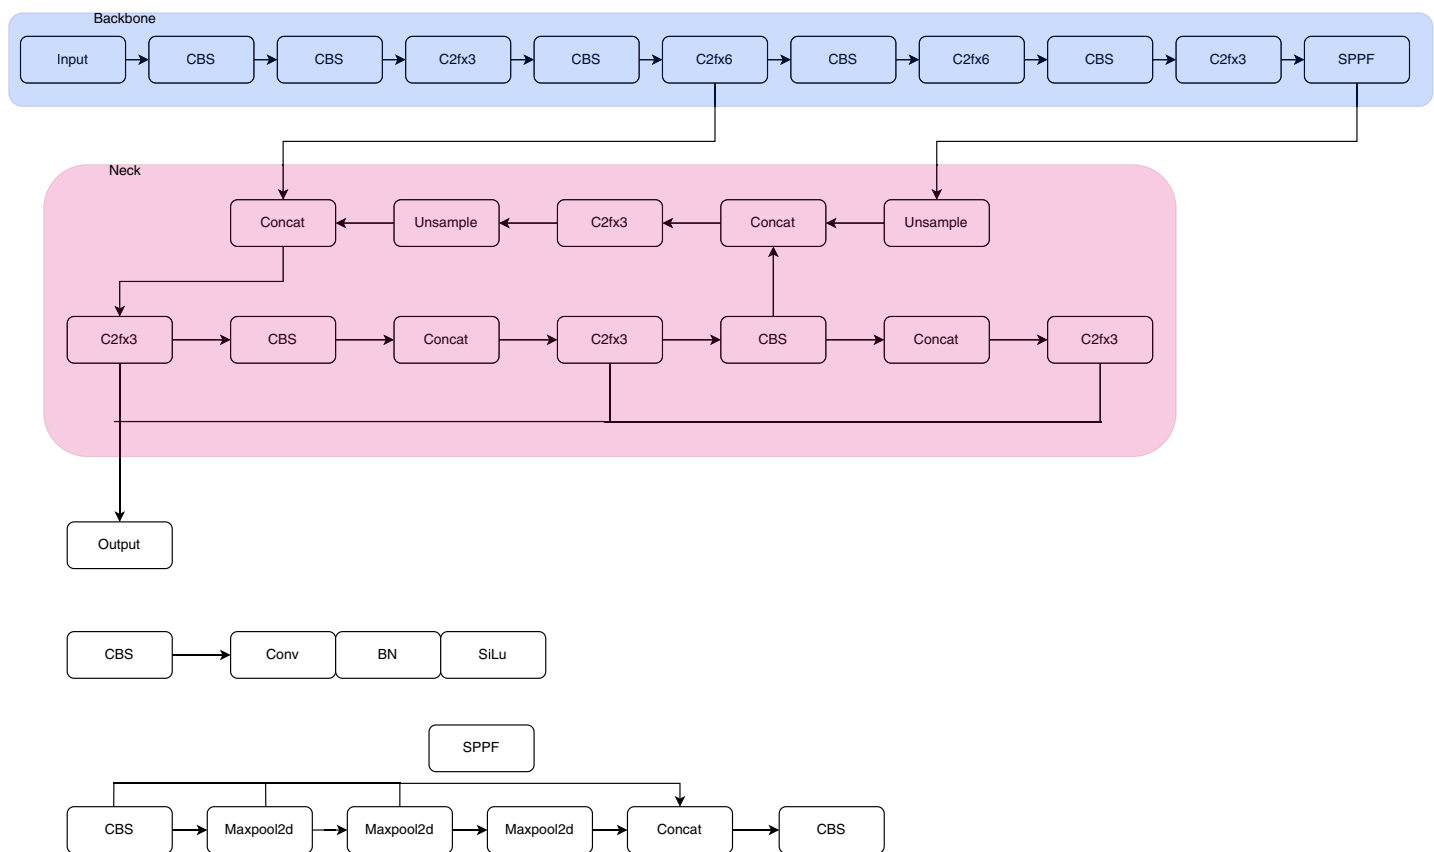 Backbone
Input
CBS
CBS
C2fx3
CBS
C2fx6
CBS
C2fx6
CBS
C2fx3
SPPF
Neck
Concat
Unsample
C2fx3
Concat
Unsample
C2fx3
CBS
Concat
C2fx3
CBS
Concat
C2fx3
Output
CBS
Conv
BN
SiLu
SPPF
CBS
Maxpool2d
Maxpool2d
Maxpool2d
Concat
CBS